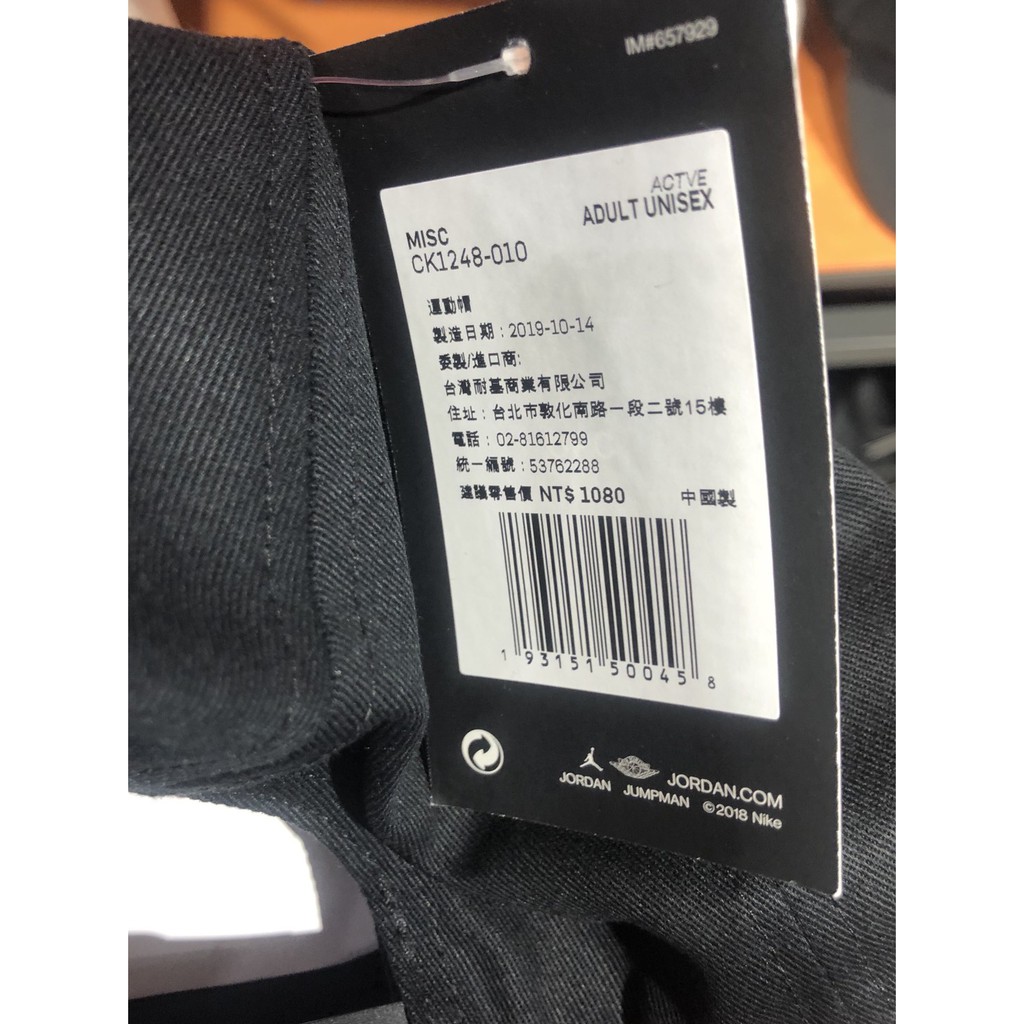 IM#657929
ACTVE
ADULT UNISEX
MISC
CK1248-010
運動帽
製造日期：2019-10-14
委製/進口商:
台灣耐基商業有限公司
住址：台北市敦化南路一段二號15樓
電話：02-81612799
統一編號：53762288
建議零售價 NT$ 1080 中國製
1 93151 50045 8
JORDAN JUMPMAN JORDAN.COM
©2018 Nike